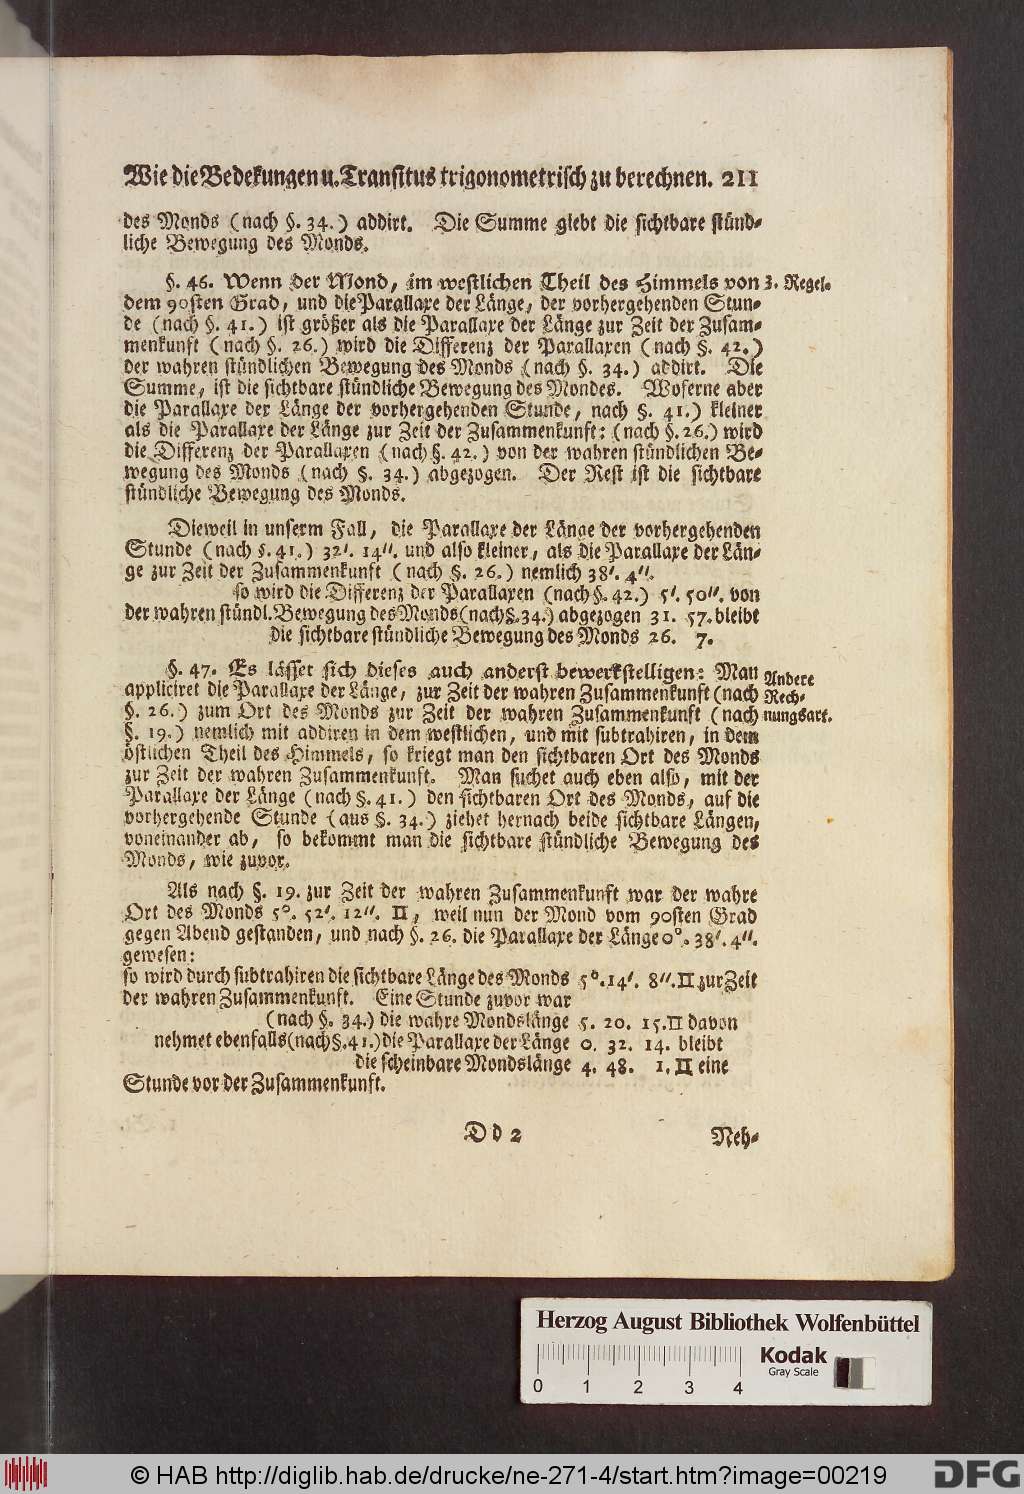 Wie die Bedekungen u. Transitus trigonometrisch zu berechnen. 211
des Monds (nach §. 34.) addirt. Die Summe giebt die sichtbare stünd-
liche Bewegung des Monds.
§. 46. Wenn der Mond, im westlichen Theil des Himmels von
3. Regel.
dem 90sten Grad, und die Parallaxe der Länge, der vorhergehenden Stun-
de (nach §. 41.) ist größer als die Parallaxe der Länge zur Zeit der Zusam-
menkunft (nach §. 26.) wird die Differenz der Parallaxen (nach §. 42.)
der wahren stündlichen Bewegung des Monds (nach §. 34.) addirt. Die
Summe, ist die sichtbare stündliche Bewegung des Mondes. Woferne aber
die Parallaxe der Länge der vorhergehenden Stunde, nach §. 41.) kleiner
als die Parallaxe der Länge zur Zeit der Zusammenkunft: (nach §. 26.) wird
die Differenz der Parallaxen (nach §. 42.) von der wahren stündlichen Be-
wegung des Monds (nach §. 34.) abgezogen. Der Rest ist die sichtbare
stündliche Bewegung des Monds.
Dieweil in unserm Fall, die Parallaxe der Länge der vorhergehenden
Stunde (nach §. 41.) 32′. 14″. und also kleiner, als die Parallaxe der Län-
ge zur Zeit der Zusammenkunft (nach §. 26.) nemlich 38′. 4″.
so wird die Differenz der Parallaxen (nach §. 42.) 5′. 50″. von
der wahren stündl. Bewegung des Monds (nach §. 34.) abgezogen 31. 57. bleibt
die sichtbare stündliche Bewegung des Monds 26. 7.
§. 47. Es lässet sich dieses auch anderst bewerkstelligen: Man
Andere
appliciret die Parallaxe der Länge, zur Zeit der wahren Zusammenkunft (nach
Rech-
§. 26.) zum Ort des Monds zur Zeit der wahren Zusammenkunft (nach
nungsart.
§. 19.) nemlich mit addiren in dem westlichen, und mit subtrahiren, in dem
östlichen Theil des Himmels, so kriegt man den sichtbaren Ort des Monds
zur Zeit der wahren Zusammenkunft. Man suchet auch eben also, mit der
Parallaxe der Länge (nach §. 41.) den sichtbaren Ort des Monds, auf die
vorhergehende Stunde (aus §. 34.) ziehet hernach beide sichtbare Längen,
voneinander ab, so bekommt man die sichtbare stündliche Bewegung des
Monds, wie zuvor.
Als nach §. 19. zur Zeit der wahren Zusammenkunft war der wahre
Ort des Monds 5°. 52′. 12″. ♊, weil nun der Mond vom 90sten Grad
gegen Abend gestanden, und nach §. 26. die Parallaxe der Länge 0°. 38′. 4″.
gewesen:
so wird durch subtrahiren die sichtbare Länge des Monds 5°. 14′. 8″. ♊ zur Zeit
der wahren Zusammenkunft. Eine Stunde zuvor war
(nach §. 34.) die wahre Mondslänge 5. 20. 15. ♊ davon
nehmet ebenfalls (nach §. 41.) die Parallaxe der Länge 0. 32. 14. bleibt
die scheinbare Mondslänge 4. 48. 1. ♊ eine
Stunde vor der Zusammenkunft.
D d 2
Neh-
Herzog August Bibliothek Wolfenbüttel
Kodak
Gray Scale
0 1 2 3 4
© HAB http://diglib.hab.de/drucke/ne-271-4/start.htm?image=00219
DFG